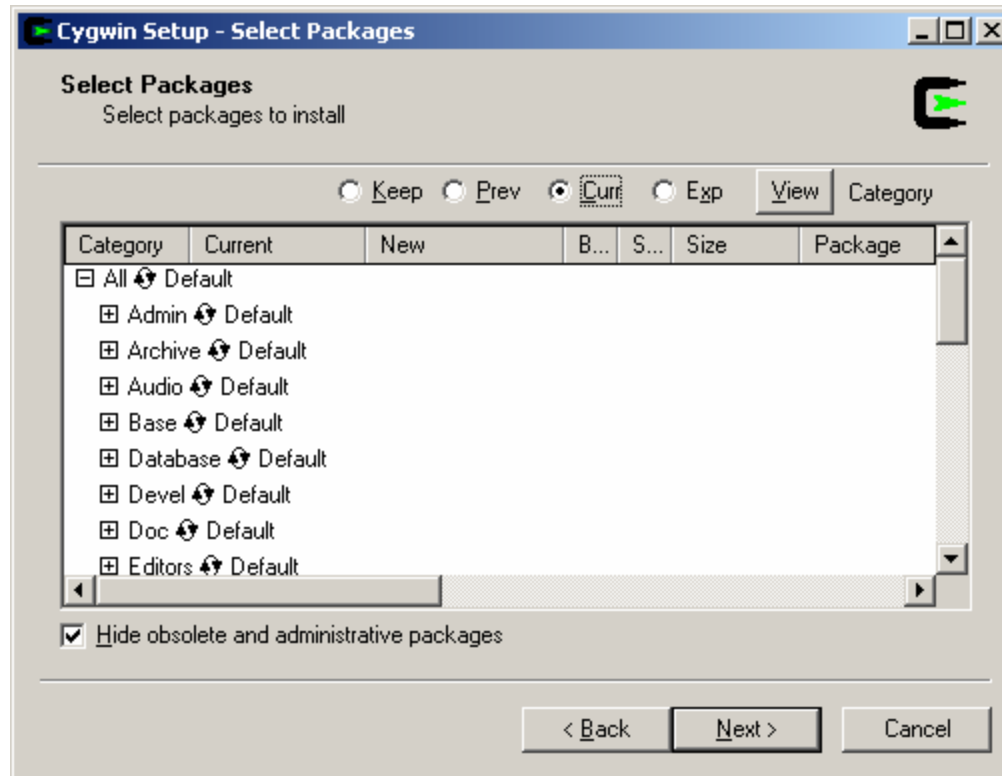 Cygwin Setup - Select Packages
Select Packages
Select packages to install
Keep Prev Curr Exp View Category
Category Current New B... S... Size Package
All Default
Admin Default
Archive Default
Audio Default
Base Default
Database Default
Devel Default
Doc Default
Editors Default
Hide obsolete and administrative packages
< Back Next > Cancel